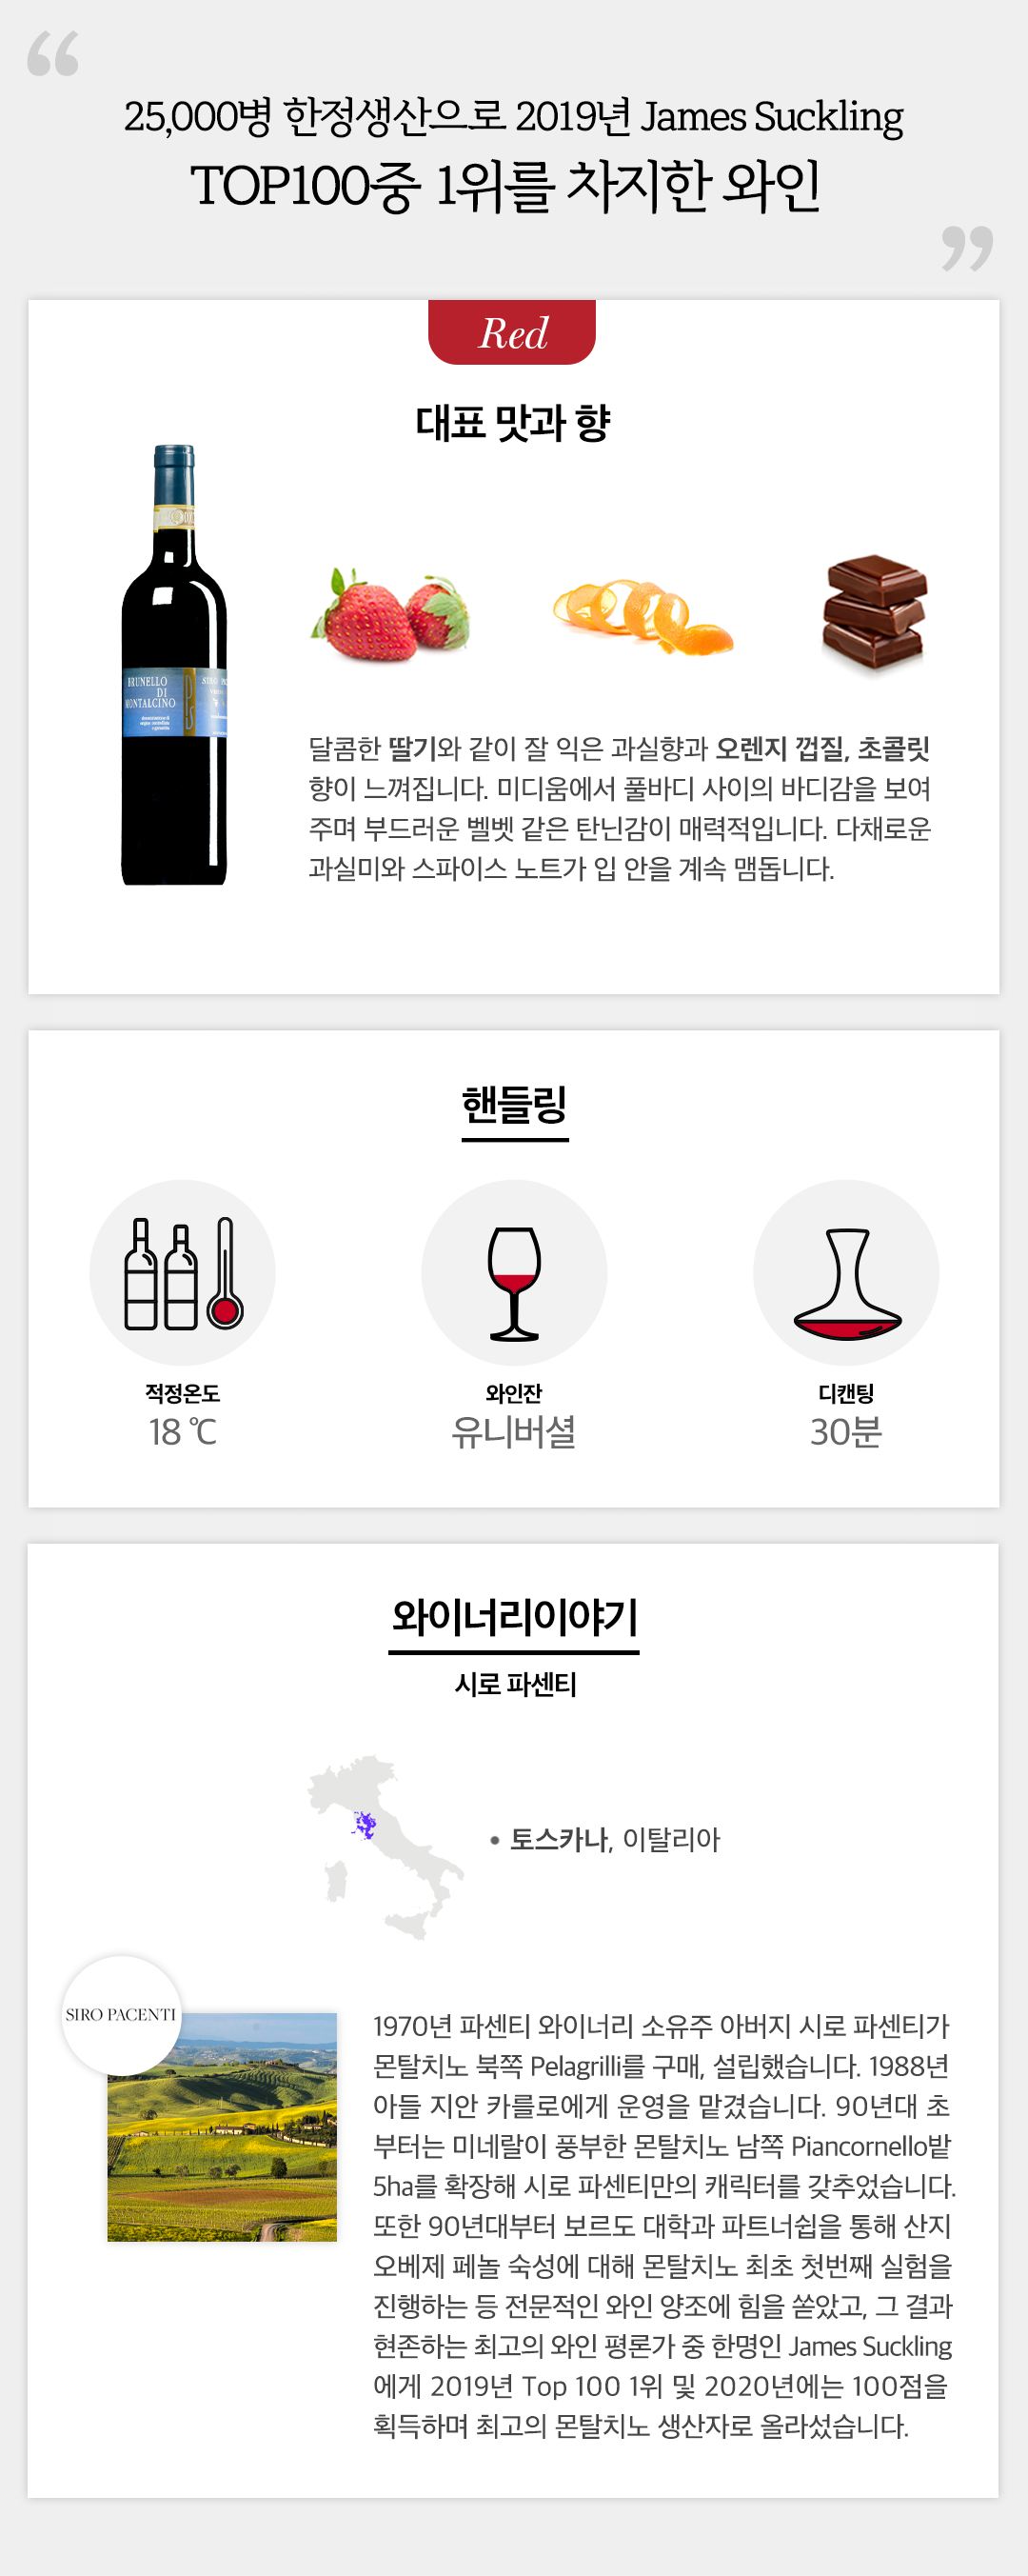 “
25,000병 한정생산으로 2019년 James Suckling
TOP100중 1위를 차지한 와인
”
Red
대표 맛과 향
BRUNELLO
DI
MONTALCINO
PS
달콤한 딸기와 같이 잘 익은 과실향과 오렌지 껍질, 초콜릿
향이 느껴집니다. 미디움에서 풀바디 사이의 바디감을 보여
주며 부드러운 벨벳 같은 탄닌감이 매력적입니다. 다채로운
과실미와 스파이스 노트가 입 안을 계속 맴돕니다.
핸들링
적정온도
18 ℃
와인잔
유니버셜
디캔팅
30분
와이너리이야기
시로 파센티
• 토스카나, 이탈리아
SIRO PACENTI
1970년 파센티 와이너리 소유주 아버지 시로 파센티가
몬탈치노 북쪽 Pelagrilli를 구매, 설립했습니다. 1988년
아들 지안 카를로에게 운영을 맡겼습니다. 90년대 초
부터는 미네랄이 풍부한 몬탈치노 남쪽 Piancornello밭
5ha를 확장해 시로 파센티만의 캐릭터를 갖추었습니다.
또한 90년대부터 보르도 대학과 파트너쉽을 통해 산지
오베제 페놀 숙성에 대해 몬탈치노 최초 첫번째 실험을
진행하는 등 전문적인 와인 양조에 힘을 쏟았고, 그 결과
현존하는 최고의 와인 평론가 중 한명인 James Suckling
에게 2019년 Top 100 1위 및 2020년에는 100점을
획득하며 최고의 몬탈치노 생산자로 올라섰습니다.